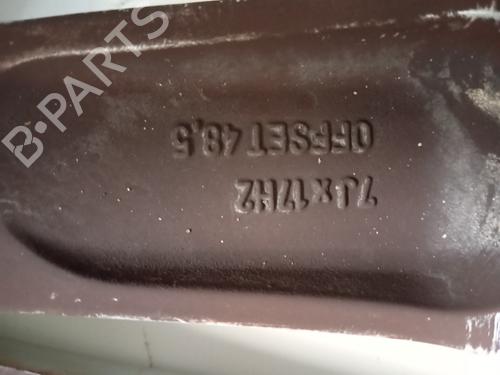 7J x 17H2
OFFSET 48,5
B-PARTS